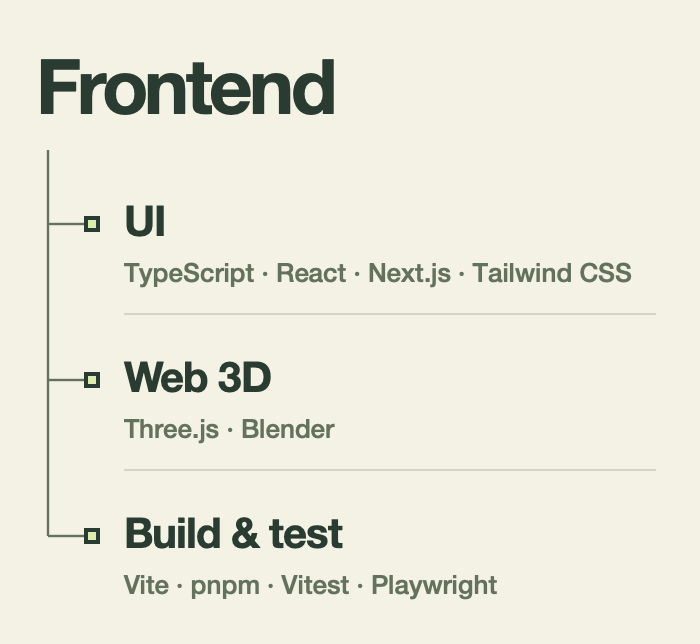 Frontend
UI
TypeScript · React · Next.js · Tailwind CSS
Web 3D
Three.js · Blender
Build & test
Vite · pnpm · Vitest · Playwright